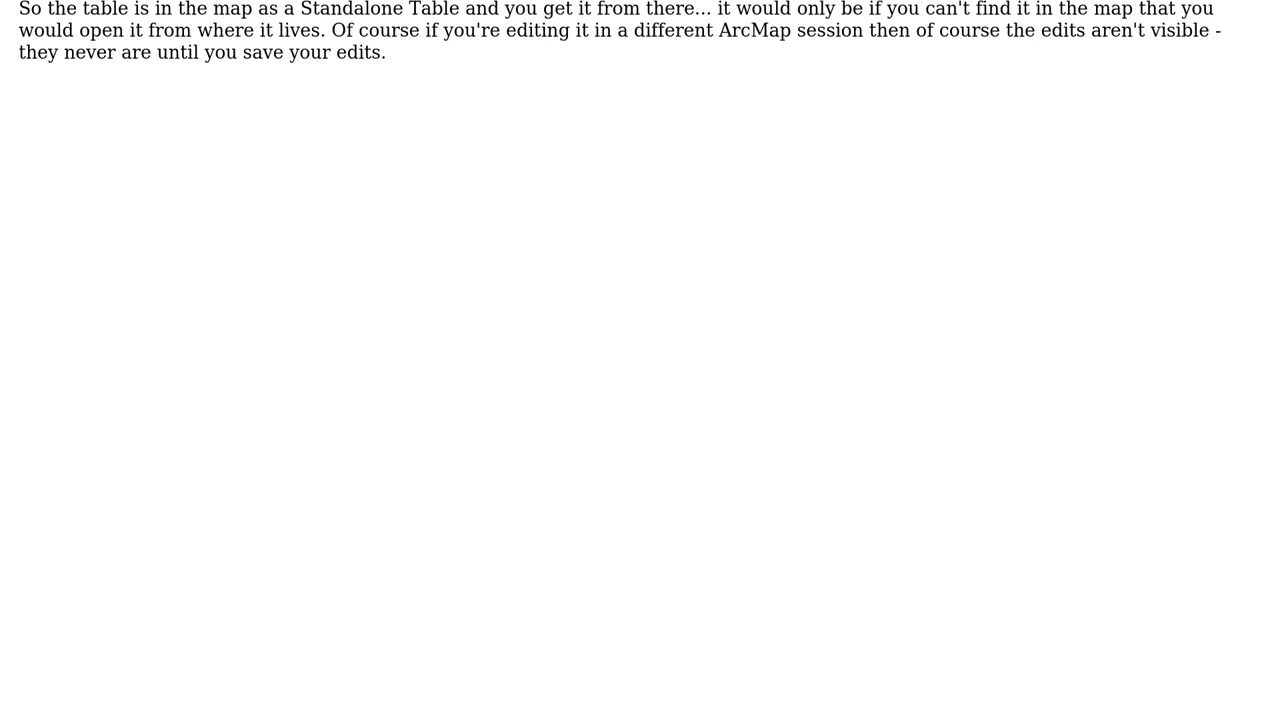 So the table is in the map as a Standalone Table and you get it from there... it would only be if you can't find it in the map that you
would open it from where it lives. Of course if you're editing it in a different ArcMap session then of course the edits aren't visible -
they never are until you save your edits.